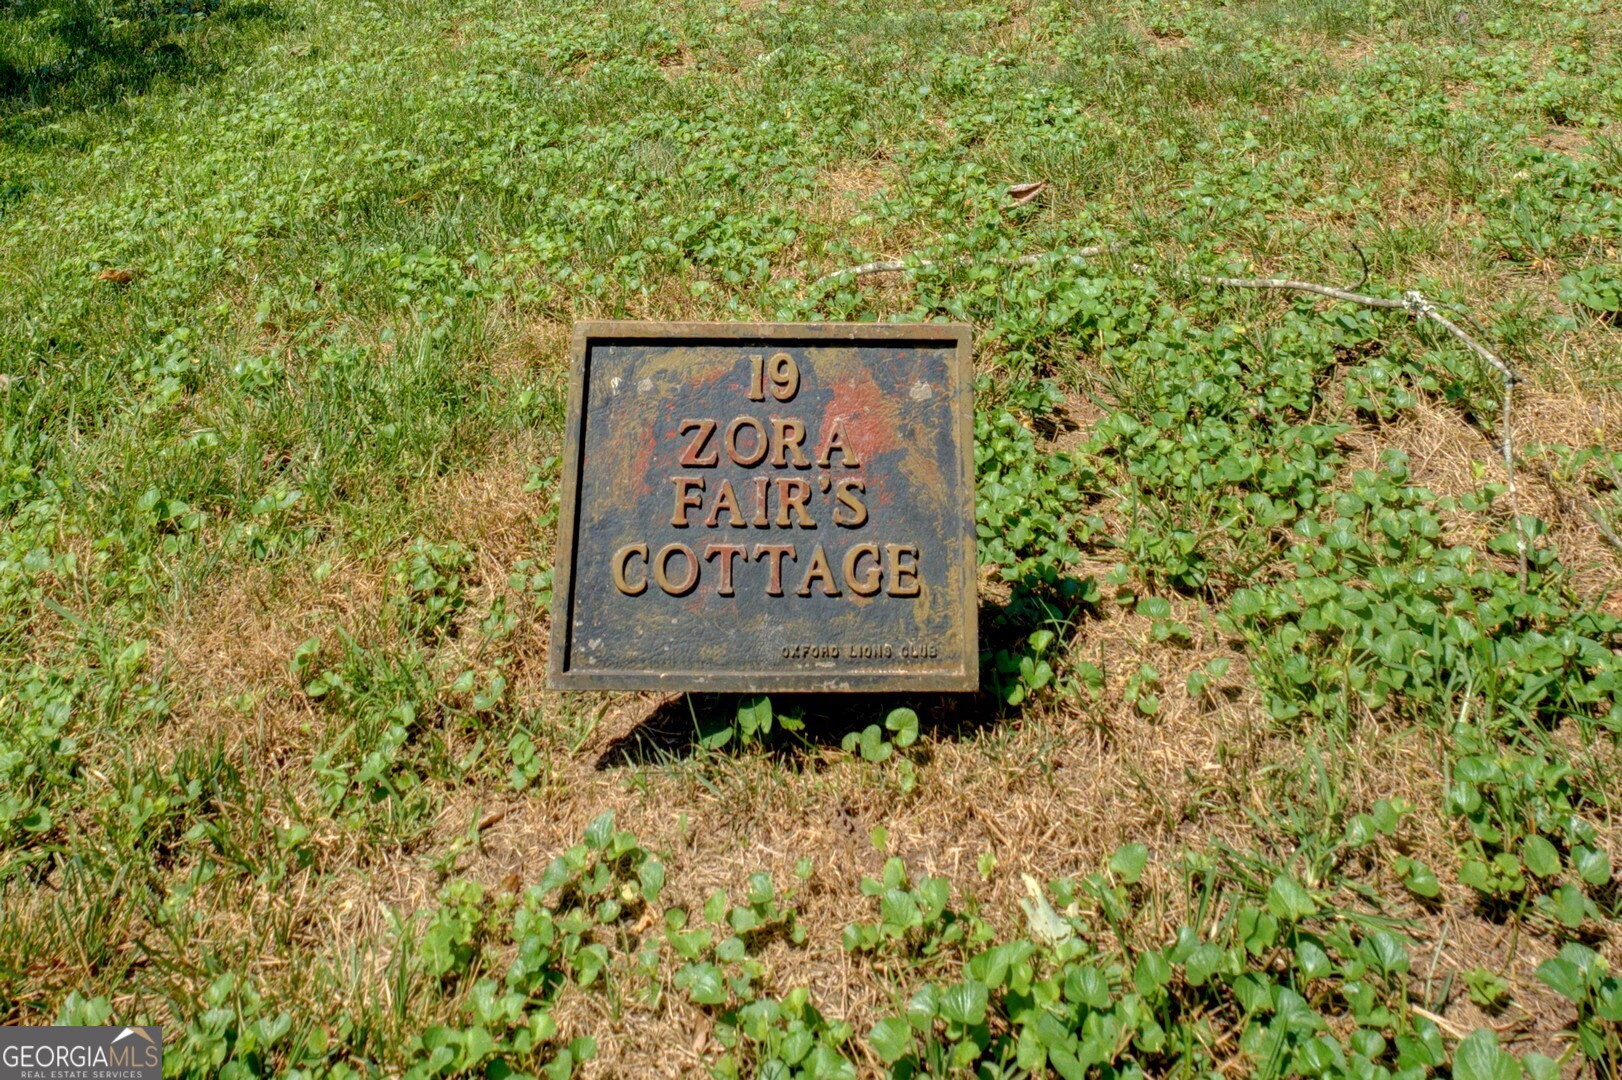 19
ZORA
FAIR'S
COTTAGE
OXFORD LIONS CLUB
GEORGIAMLS
REAL ESTATE SERVICES